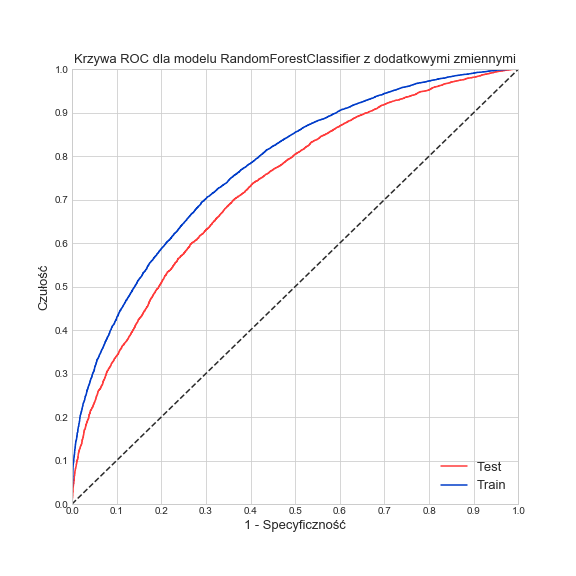 Krzywa ROC dla modelu RandomForestClassifier z dodatkowymi zmiennymi
1.0
0.9
0.8
0.7
0.6
0.5
0.4
0.3
0.2
0.1
0.0
Czułość
Test
Train
0.0 0.1 0.2 0.3 0.4 0.5 0.6 0.7 0.8 0.9 1.0
1 - Specyficzność